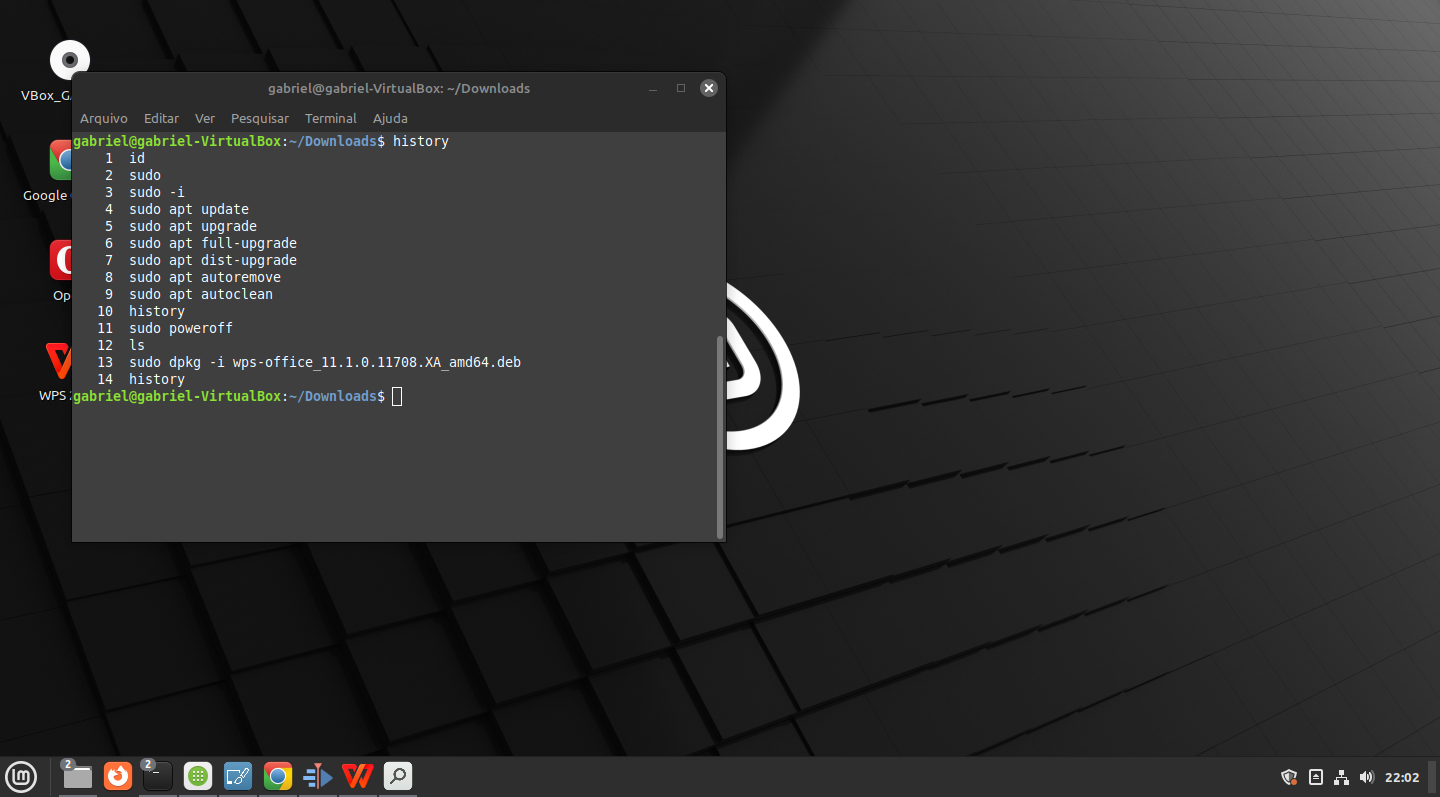 VBox_G
Google
Op
WPS
gabriel@gabriel-VirtualBox: ~/Downloads
Arquivo Editar Ver Pesquisar Terminal Ajuda
gabriel@gabriel-VirtualBox:~/Downloads$ history
1 id
2 sudo
3 sudo -i
4 sudo apt update
5 sudo apt upgrade
6 sudo apt full-upgrade
7 sudo apt dist-upgrade
8 sudo apt autoremove
9 sudo apt autoclean
10 history
11 sudo poweroff
12 ls
13 sudo dpkg -i wps-office_11.1.0.11708.XA_amd64.deb
14 history
gabriel@gabriel-VirtualBox:~/Downloads$
2 2 22:02